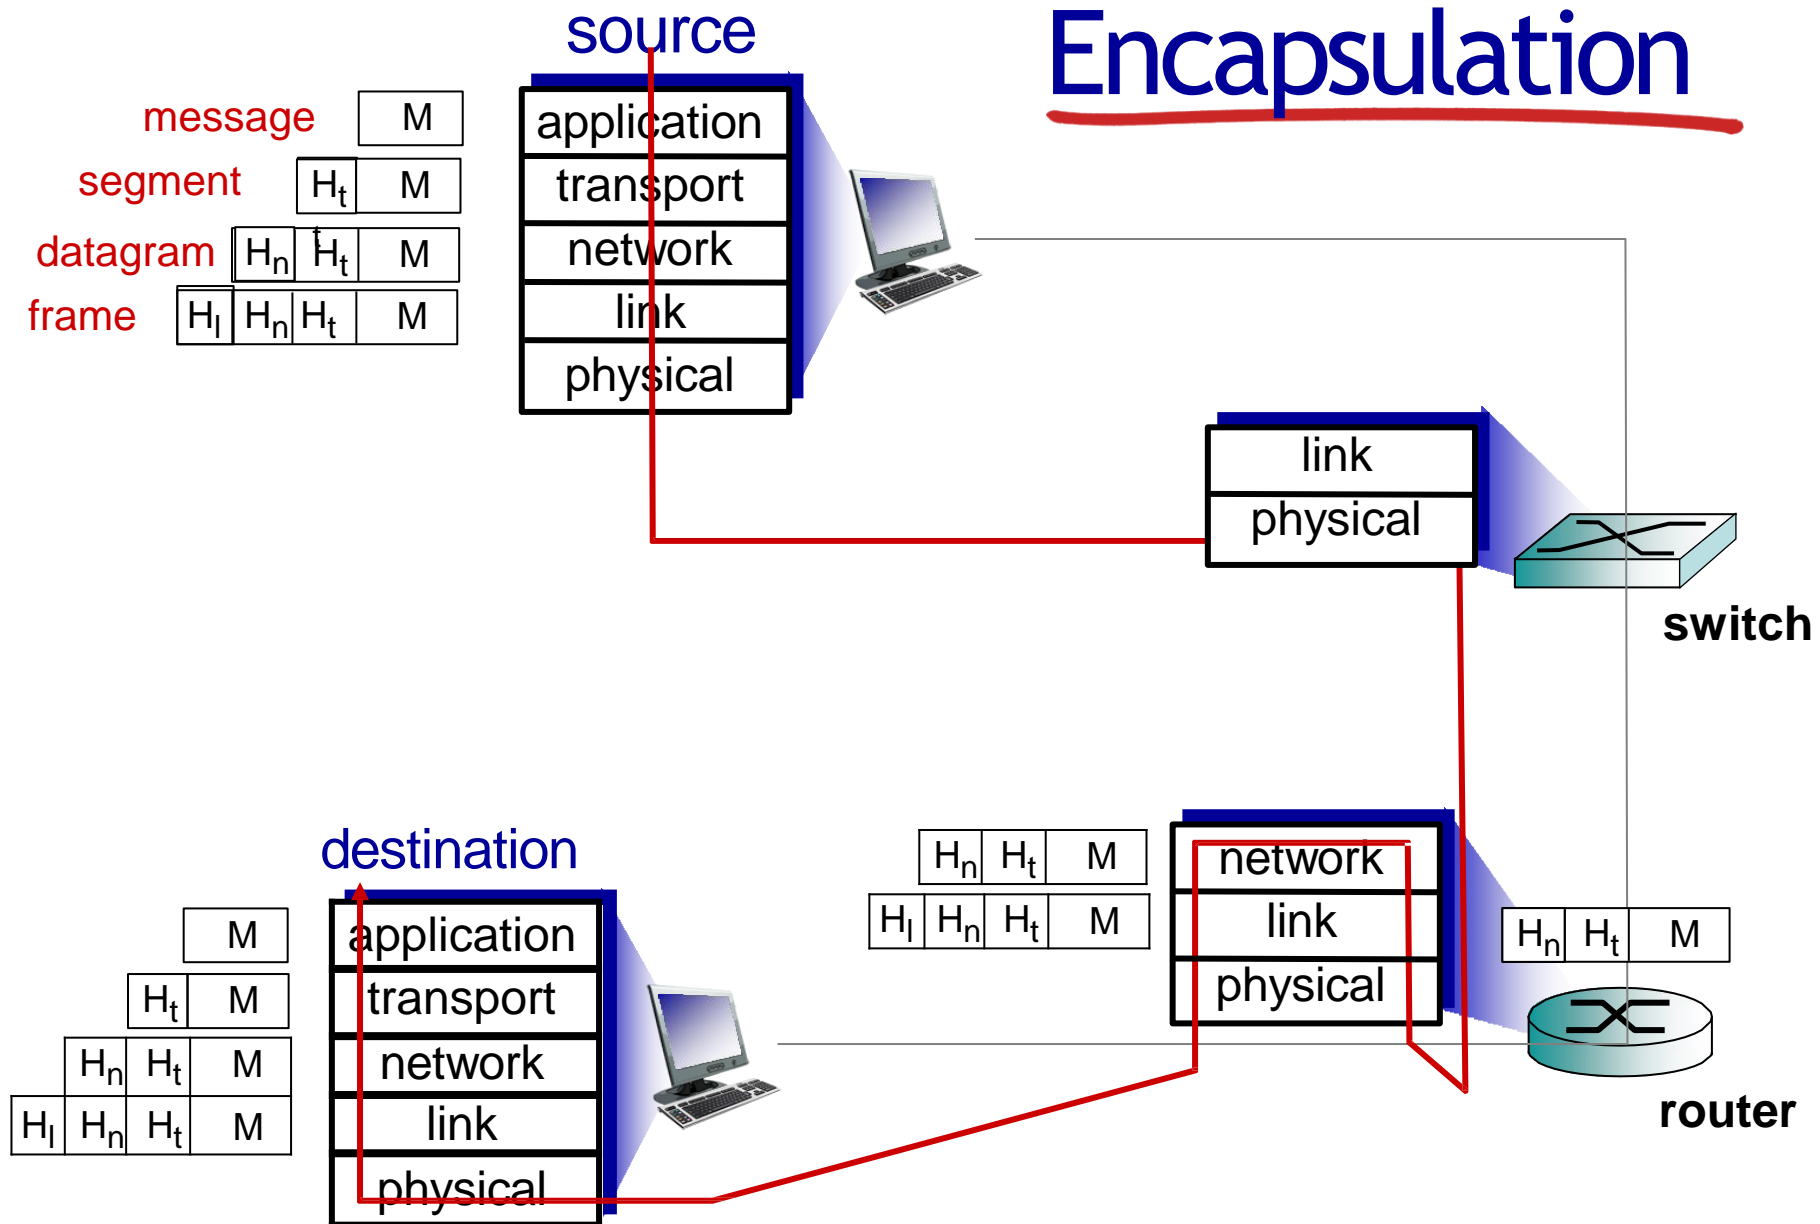 source
Encapsulation
message M
application
segment Ht M
transport
datagram Hn Ht M
t
network
frame Hl Hn Ht M
link
physical
link
physical
switch
destination
Hn Ht M
network
Hl Hn Ht M
link
physical
Hn Ht M
router
M
application
Ht M
transport
Hn Ht M
network
Hl Hn Ht M
link
physical